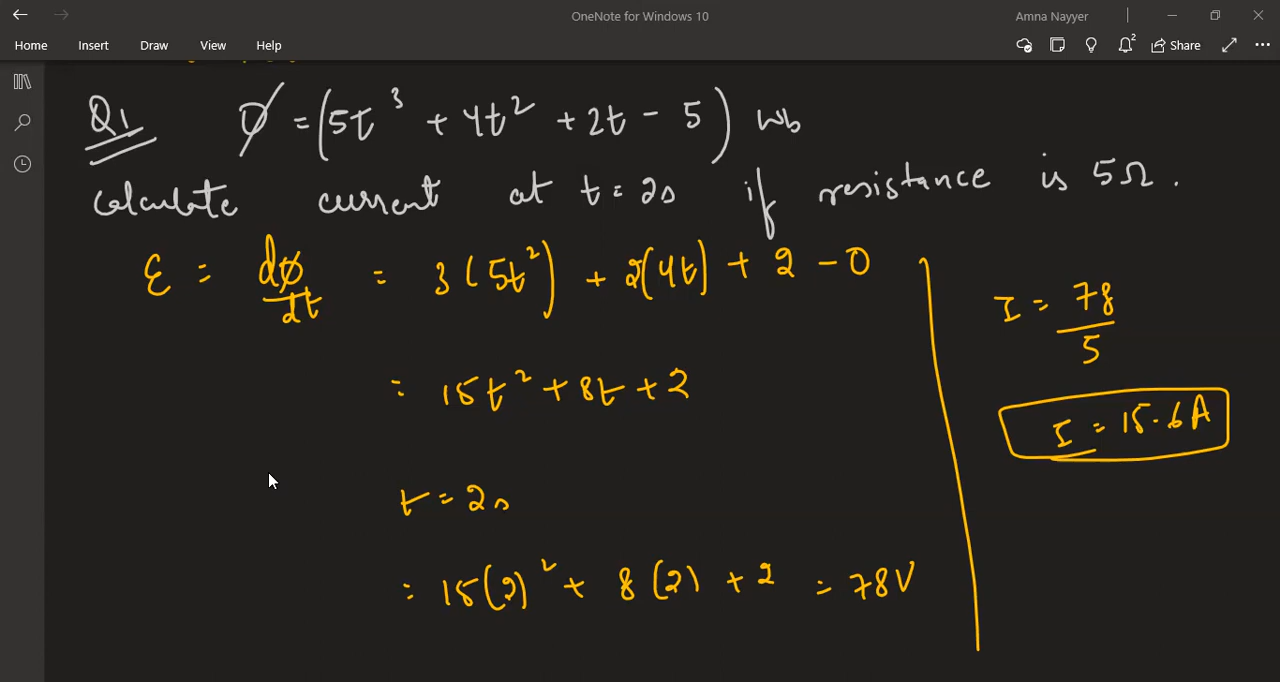 OneNote for Windows 10
Amna Nayyer
Home Insert Draw View Help
2
Share
Q1 Ø = (5t³ + 4t² + 2t - 5) wb
calculate current at t = 2s if resistance is 5Ω.
ε = dφ/dt = 3(5t²) + 2(4t) + 2 - 0
= 15t² + 8t + 2
t = 2s
= 15(2)² + 8(2) + 2 = 78V
I = 78/5
I = 15.6A